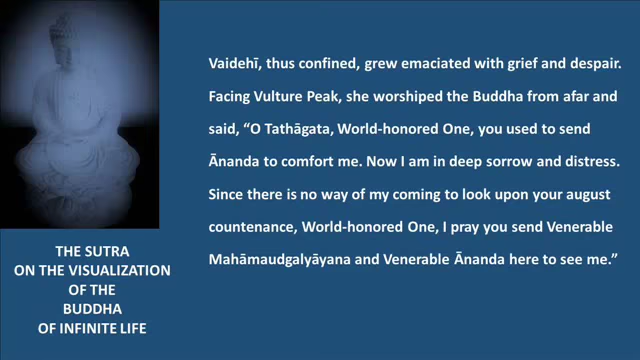 Vaidehī, thus confined, grew emaciated with grief and despair.
Facing Vulture Peak, she worshiped the Buddha from afar and
said, “O Tathāgata, World-honored One, you used to send
Ānanda to comfort me. Now I am in deep sorrow and distress.
Since there is no way of my coming to look upon your august
countenance, World-honored One, I pray you send Venerable
Mahāmaudgalyāyana and Venerable Ānanda here to see me.”
THE SUTRA
ON THE VISUALIZATION
OF THE
BUDDHA
OF INFINITE LIFE